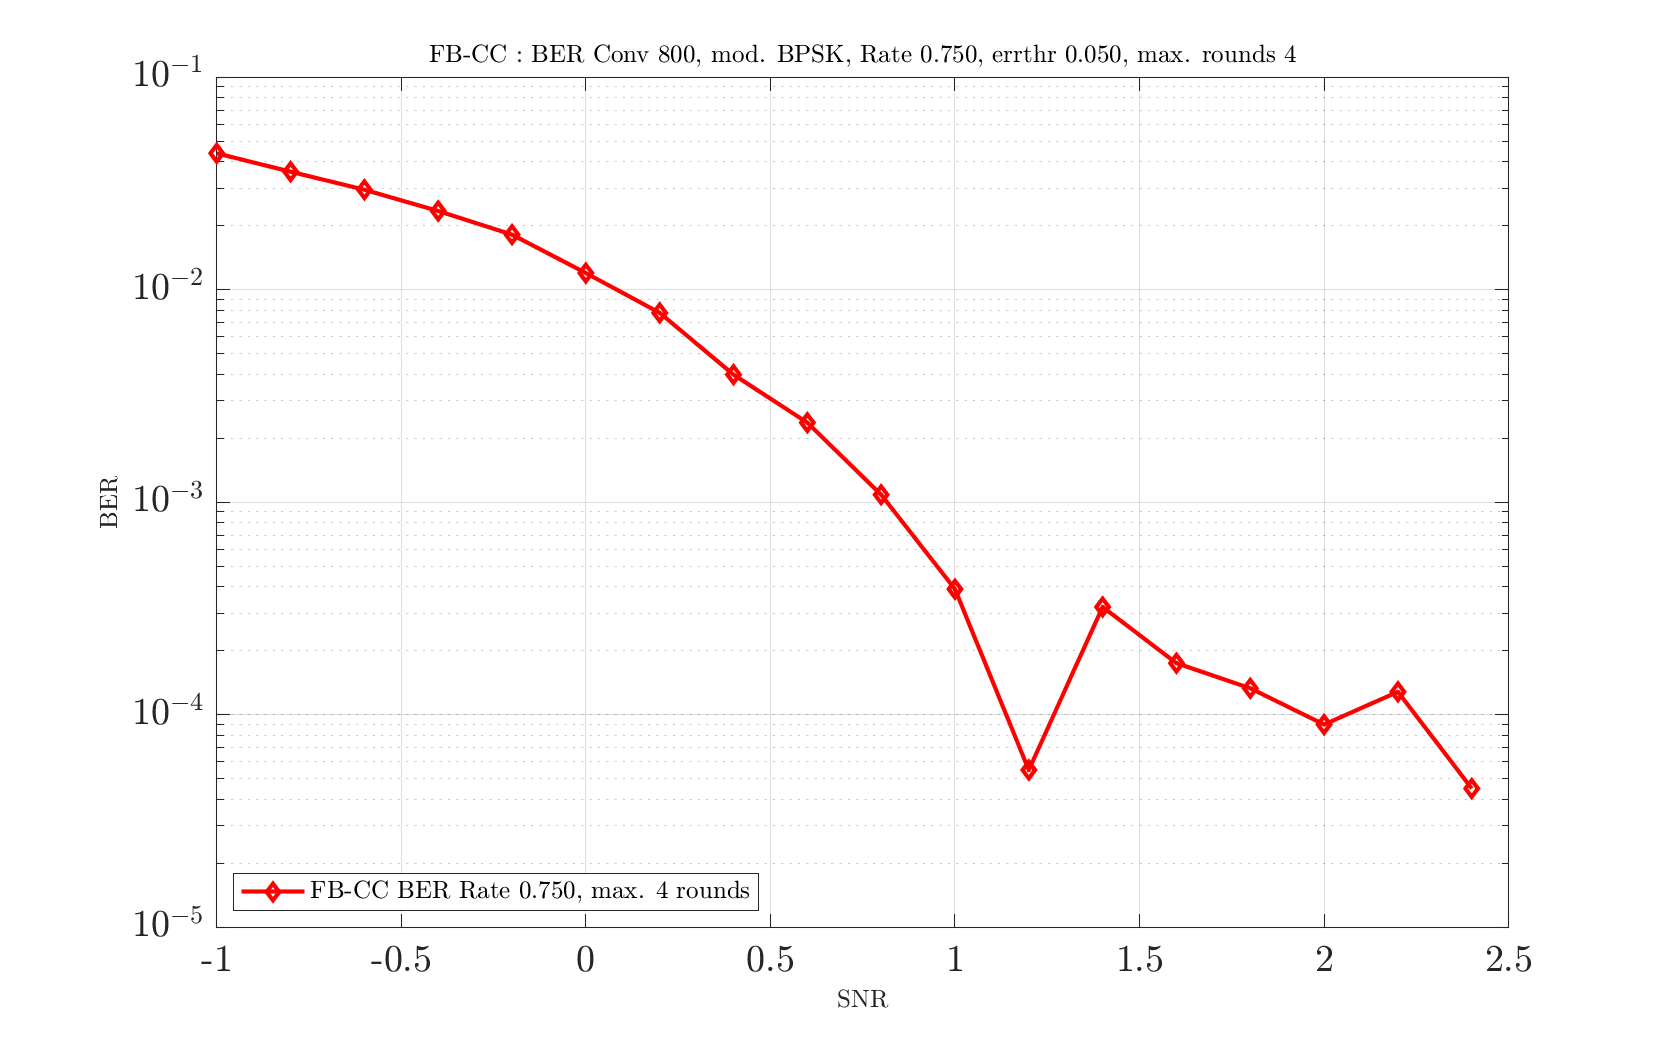 FB-CC : BER Conv 800, mod. BPSK, Rate 0.750, errthr 0.050, max. rounds 4
10⁻¹
10⁻²
10⁻³
10⁻⁴
10⁻⁵
BER
FB-CC BER Rate 0.750, max. 4 rounds
-1 -0.5 0 0.5 1 1.5 2 2.5
SNR